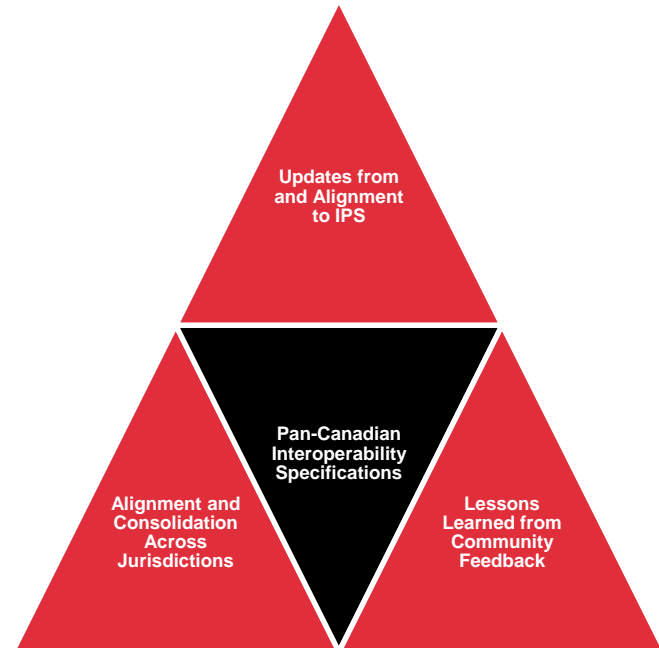 Updates from
and Alignment
to IPS
Pan-Canadian
Interoperability
Specifications
Alignment and
Consolidation
Across
Jurisdictions
Lessons
Learned from
Community
Feedback